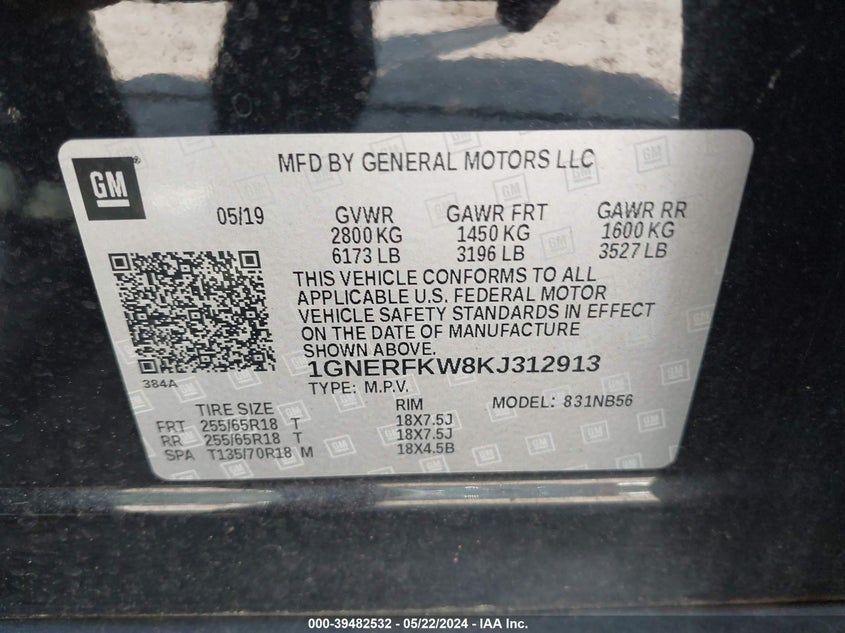 GM
MFD BY GENERAL MOTORS LLC
05/19 GVWR GAWR FRT GAWR RR
2800 KG 1450 KG 1600 KG
6173 LB 3196 LB 3527 LB
THIS VEHICLE CONFORMS TO ALL
APPLICABLE U.S. FEDERAL MOTOR
VEHICLE SAFETY STANDARDS IN EFFECT
ON THE DATE OF MANUFACTURE
SHOWN ABOVE.
1GNERFKW8KJ312913
384A
TYPE: M.P.V. MODEL: 831NB56
TIRE SIZE RIM
FRT 255/65R18 T 18X7.5J
RR 255/65R18 T 18X7.5J
SPA T135/70R18 M 18X4.5B
000-39482532 - 05/22/2024 - IAA Inc.